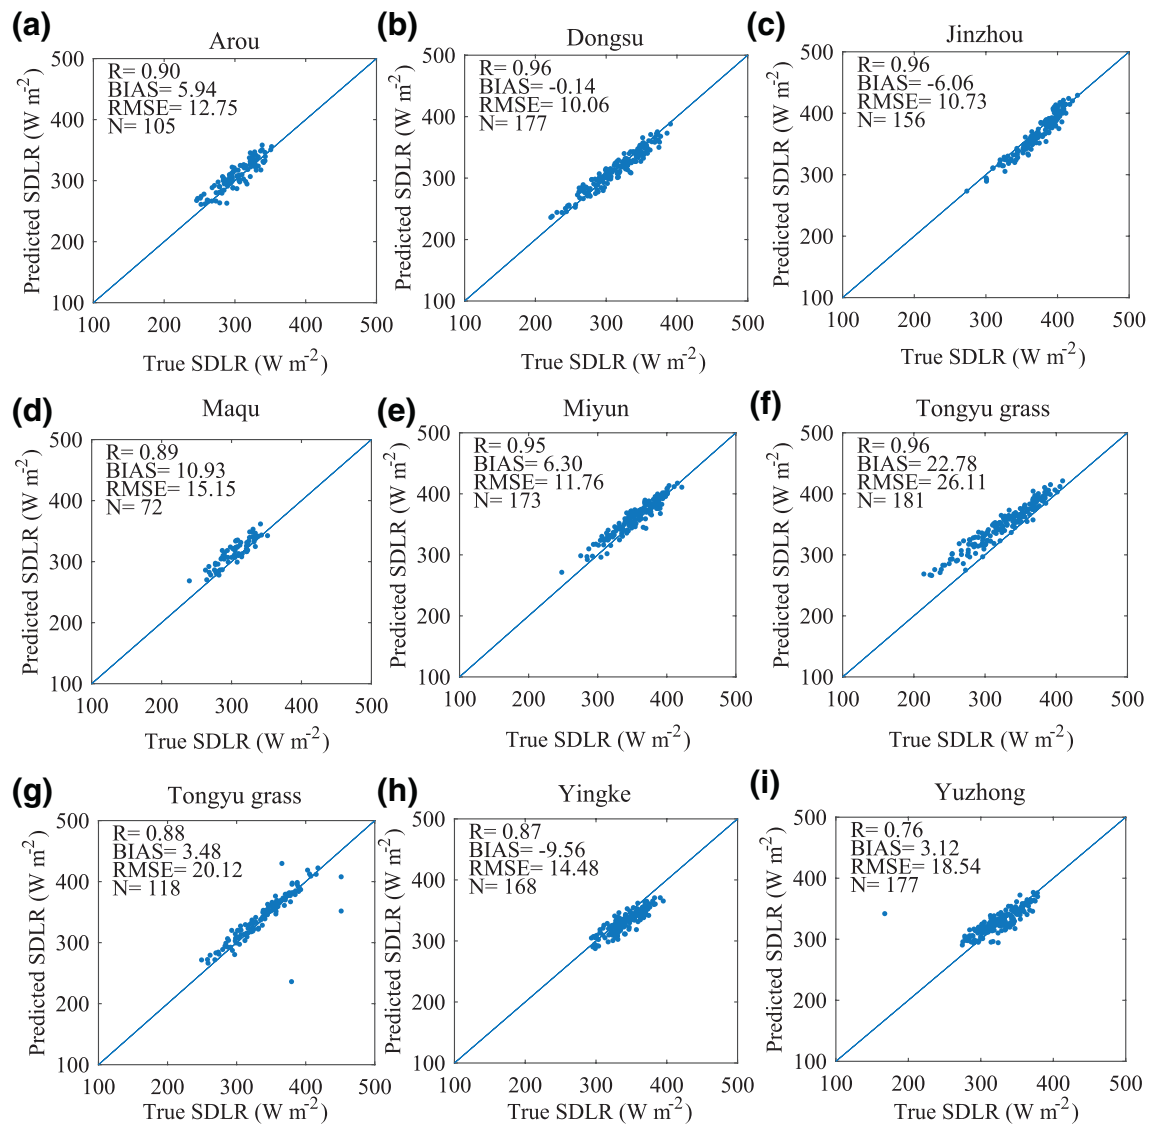 (a)
Arou
R= 0.90
BIAS= 5.94
RMSE= 12.75
N= 105
500
400
300
200
100
100 200 300 400 500
Predicted SDLR (W m-2)
True SDLR (W m-2)
(b)
Dongsu
R= 0.96
BIAS= -0.14
RMSE= 10.06
N= 177
500
400
300
200
100
100 200 300 400 500
Predicted SDLR (W m-2)
True SDLR (W m-2)
(c)
Jinzhou
R= 0.96
BIAS= -6.06
RMSE= 10.73
N= 156
500
400
300
200
100
100 200 300 400 500
Predicted SDLR (W m-2)
True SDLR (W m-2)
(d)
Maqu
R= 0.89
BIAS= 10.93
RMSE= 15.15
N= 72
500
400
300
200
100
100 200 300 400 500
Predicted SDLR (W m-2)
True SDLR (W m-2)
(e)
Miyun
R= 0.95
BIAS= 6.30
RMSE= 11.76
N= 173
500
400
300
200
100
100 200 300 400 500
Predicted SDLR (W m-2)
True SDLR (W m-2)
(f)
Tongyu grass
R= 0.96
BIAS= 22.78
RMSE= 26.11
N= 181
500
400
300
200
100
100 200 300 400 500
Predicted SDLR (W m-2)
True SDLR (W m-2)
(g)
Tongyu grass
R= 0.88
BIAS= 3.48
RMSE= 20.12
N= 118
500
400
300
200
100
100 200 300 400 500
Predicted SDLR (W m-2)
True SDLR (W m-2)
(h)
Yingke
R= 0.87
BIAS= -9.56
RMSE= 14.48
N= 168
500
400
300
200
100
100 200 300 400 500
Predicted SDLR (W m-2)
True SDLR (W m-2)
(i)
Yuzhong
R= 0.76
BIAS= 3.12
RMSE= 18.54
N= 177
500
400
300
200
100
100 200 300 400 500
Predicted SDLR (W m-2)
True SDLR (W m-2)